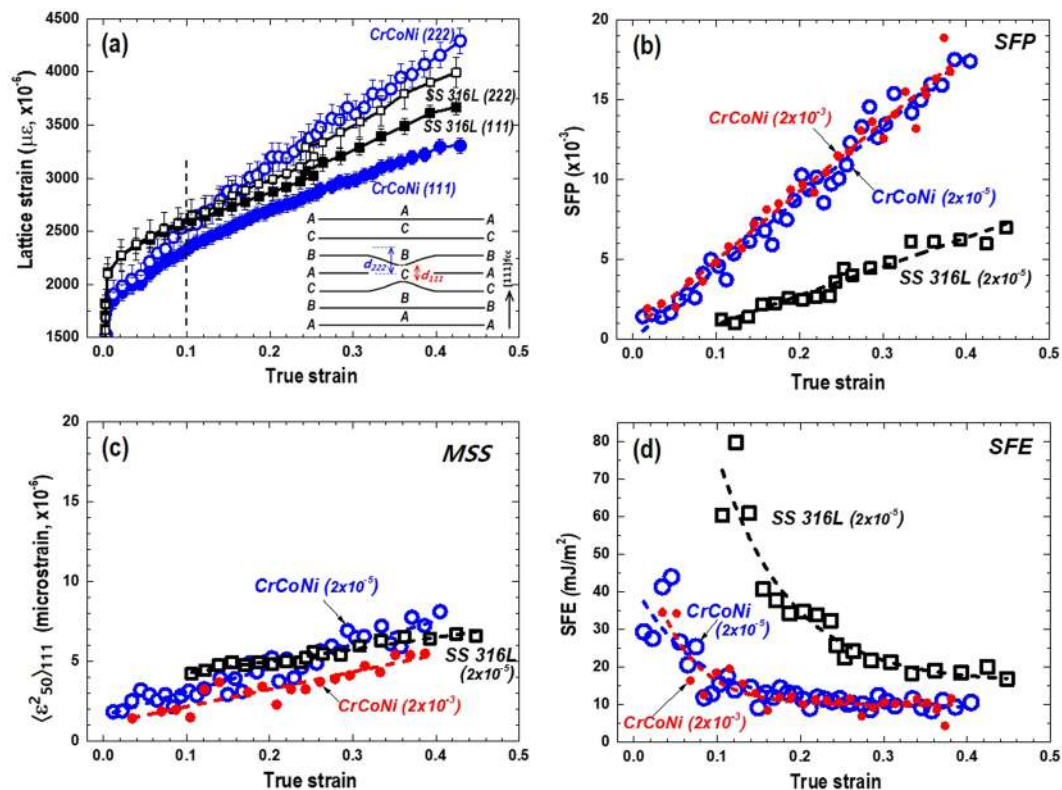 (a)
CrCoNi (222)
SS 316L (222)
SS 316L (111)
CrCoNi (111)
Lattice strain (με, x10⁻⁶)
4500
4000
3500
3000
2500
2000
1500
0.0 0.1 0.2 0.3 0.4 0.5
True strain
A A A
C C C
B B B
A C A
C C
B B B
A A A
d222
d111
[111]fcc
(b)
SFP
CrCoNi (2x10⁻³)
CrCoNi (2x10⁻⁵)
SS 316L (2x10⁻⁵)
SFP (x10⁻³)
20
15
10
5
0
0.0 0.1 0.2 0.3 0.4 0.5
True strain
(c)
MSS
CrCoNi (2x10⁻⁵)
SS 316L
(2x10⁻⁵)
CrCoNi (2x10⁻³)
⟨ε²₅₀⟩₁₁₁ (microstrain, x10⁻⁶)
20
15
10
5
0
0.0 0.1 0.2 0.3 0.4 0.5
True strain
(d)
SFE
SS 316L (2x10⁻⁵)
CrCoNi
(2x10⁻⁵)
CrCoNi (2x10⁻³)
SFE (mJ/m²)
80
70
60
50
40
30
20
10
0
0.0 0.1 0.2 0.3 0.4 0.5
True strain